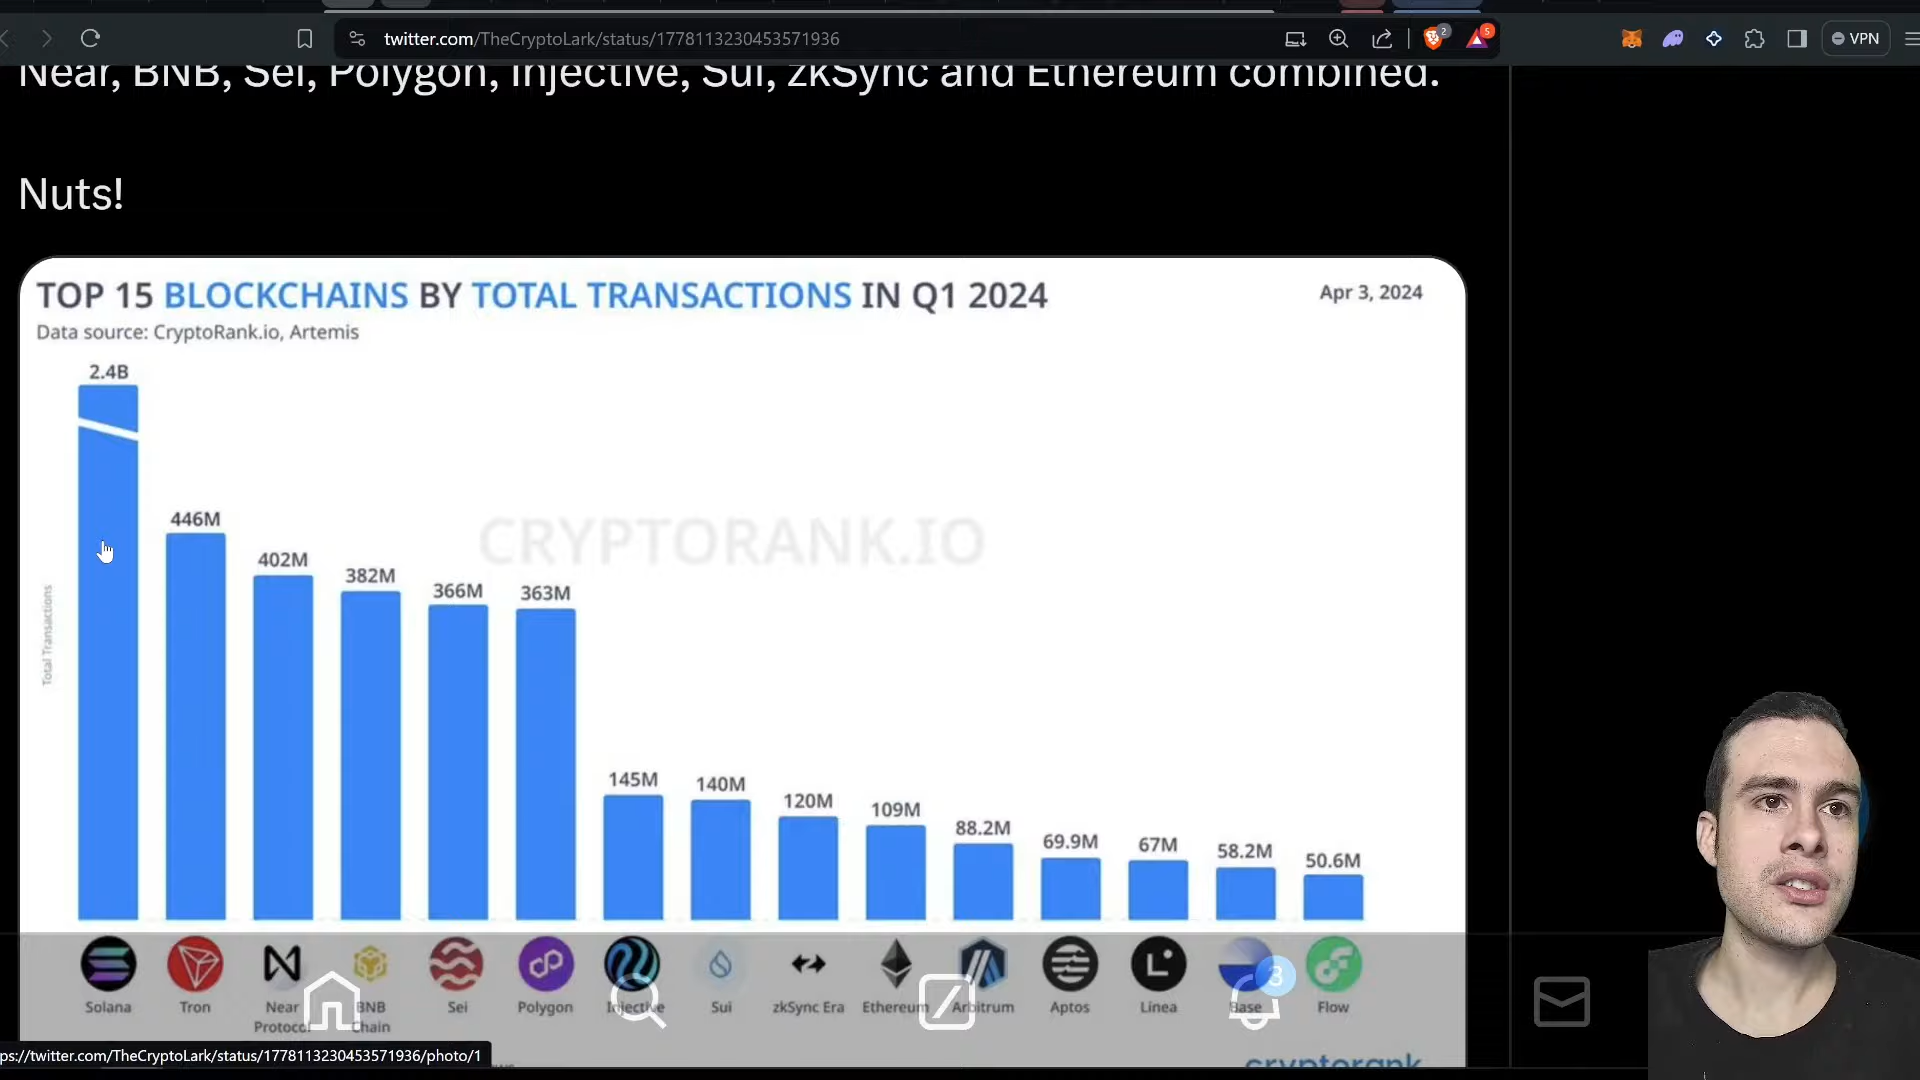 twitter.com/TheCryptoLark/status/1778113230453571936
2
5
VPN
Near, BNB, Sei, Polygon, Injective, Sui, zkSync and Ethereum combined.
Nuts!
TOP 15 BLOCKCHAINS BY TOTAL TRANSACTIONS IN Q1 2024
Apr 3, 2024
Data source: CryptoRank.io, Artemis
2.4B
446M
402M
382M
366M
363M
145M
140M
120M
109M
88.2M
69.9M
67M
58.2M
50.6M
CRYPTORANK.IO
Total Transactions
3
Solana
Tron
Near Protocol
BNB Chain
Sei
Polygon
Injective
Sui
zkSync Era
Ethereum
Arbitrum
Aptos
Linea
Base
Flow
ps://twitter.com/TheCryptoLark/status/1778113230453571936/photo/1
cryptorank